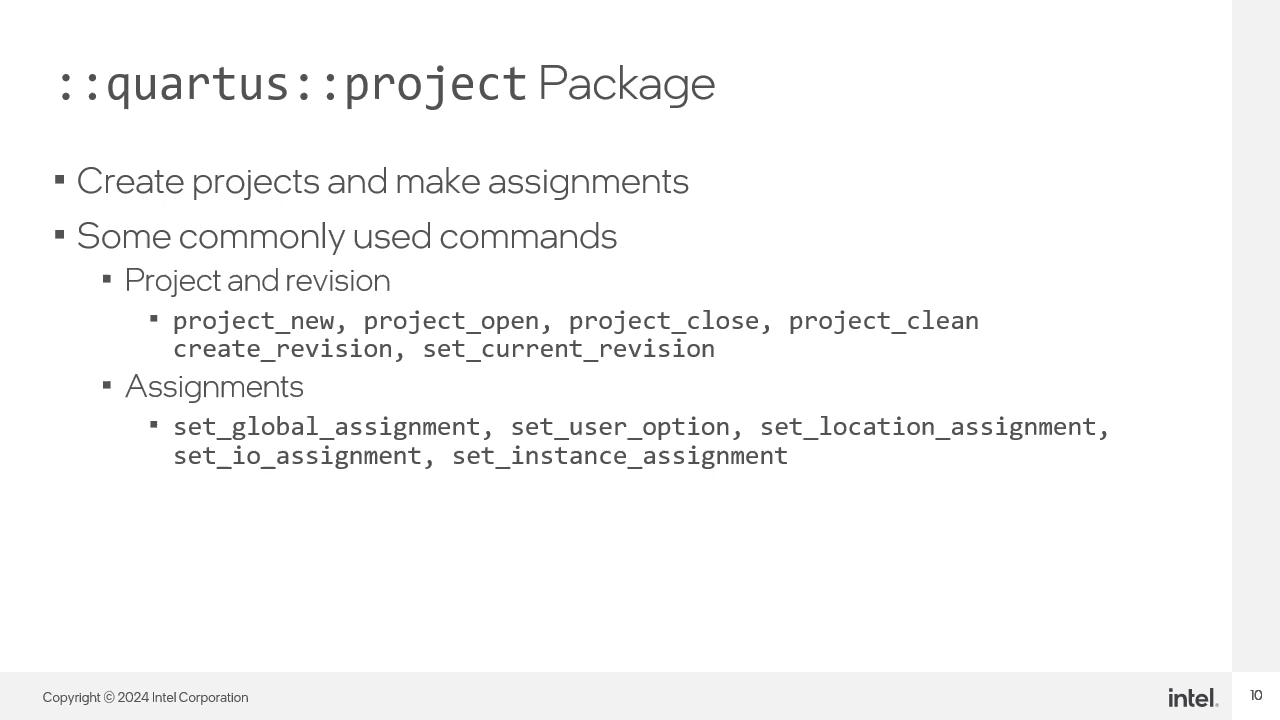 ::quartus::project Package
▪ Create projects and make assignments
▪ Some commonly used commands
▪ Project and revision
▪ project_new, project_open, project_close, project_clean
create_revision, set_current_revision
▪ Assignments
▪ set_global_assignment, set_user_option, set_location_assignment,
set_io_assignment, set_instance_assignment
Copyright © 2024 Intel Corporation
intel.
10